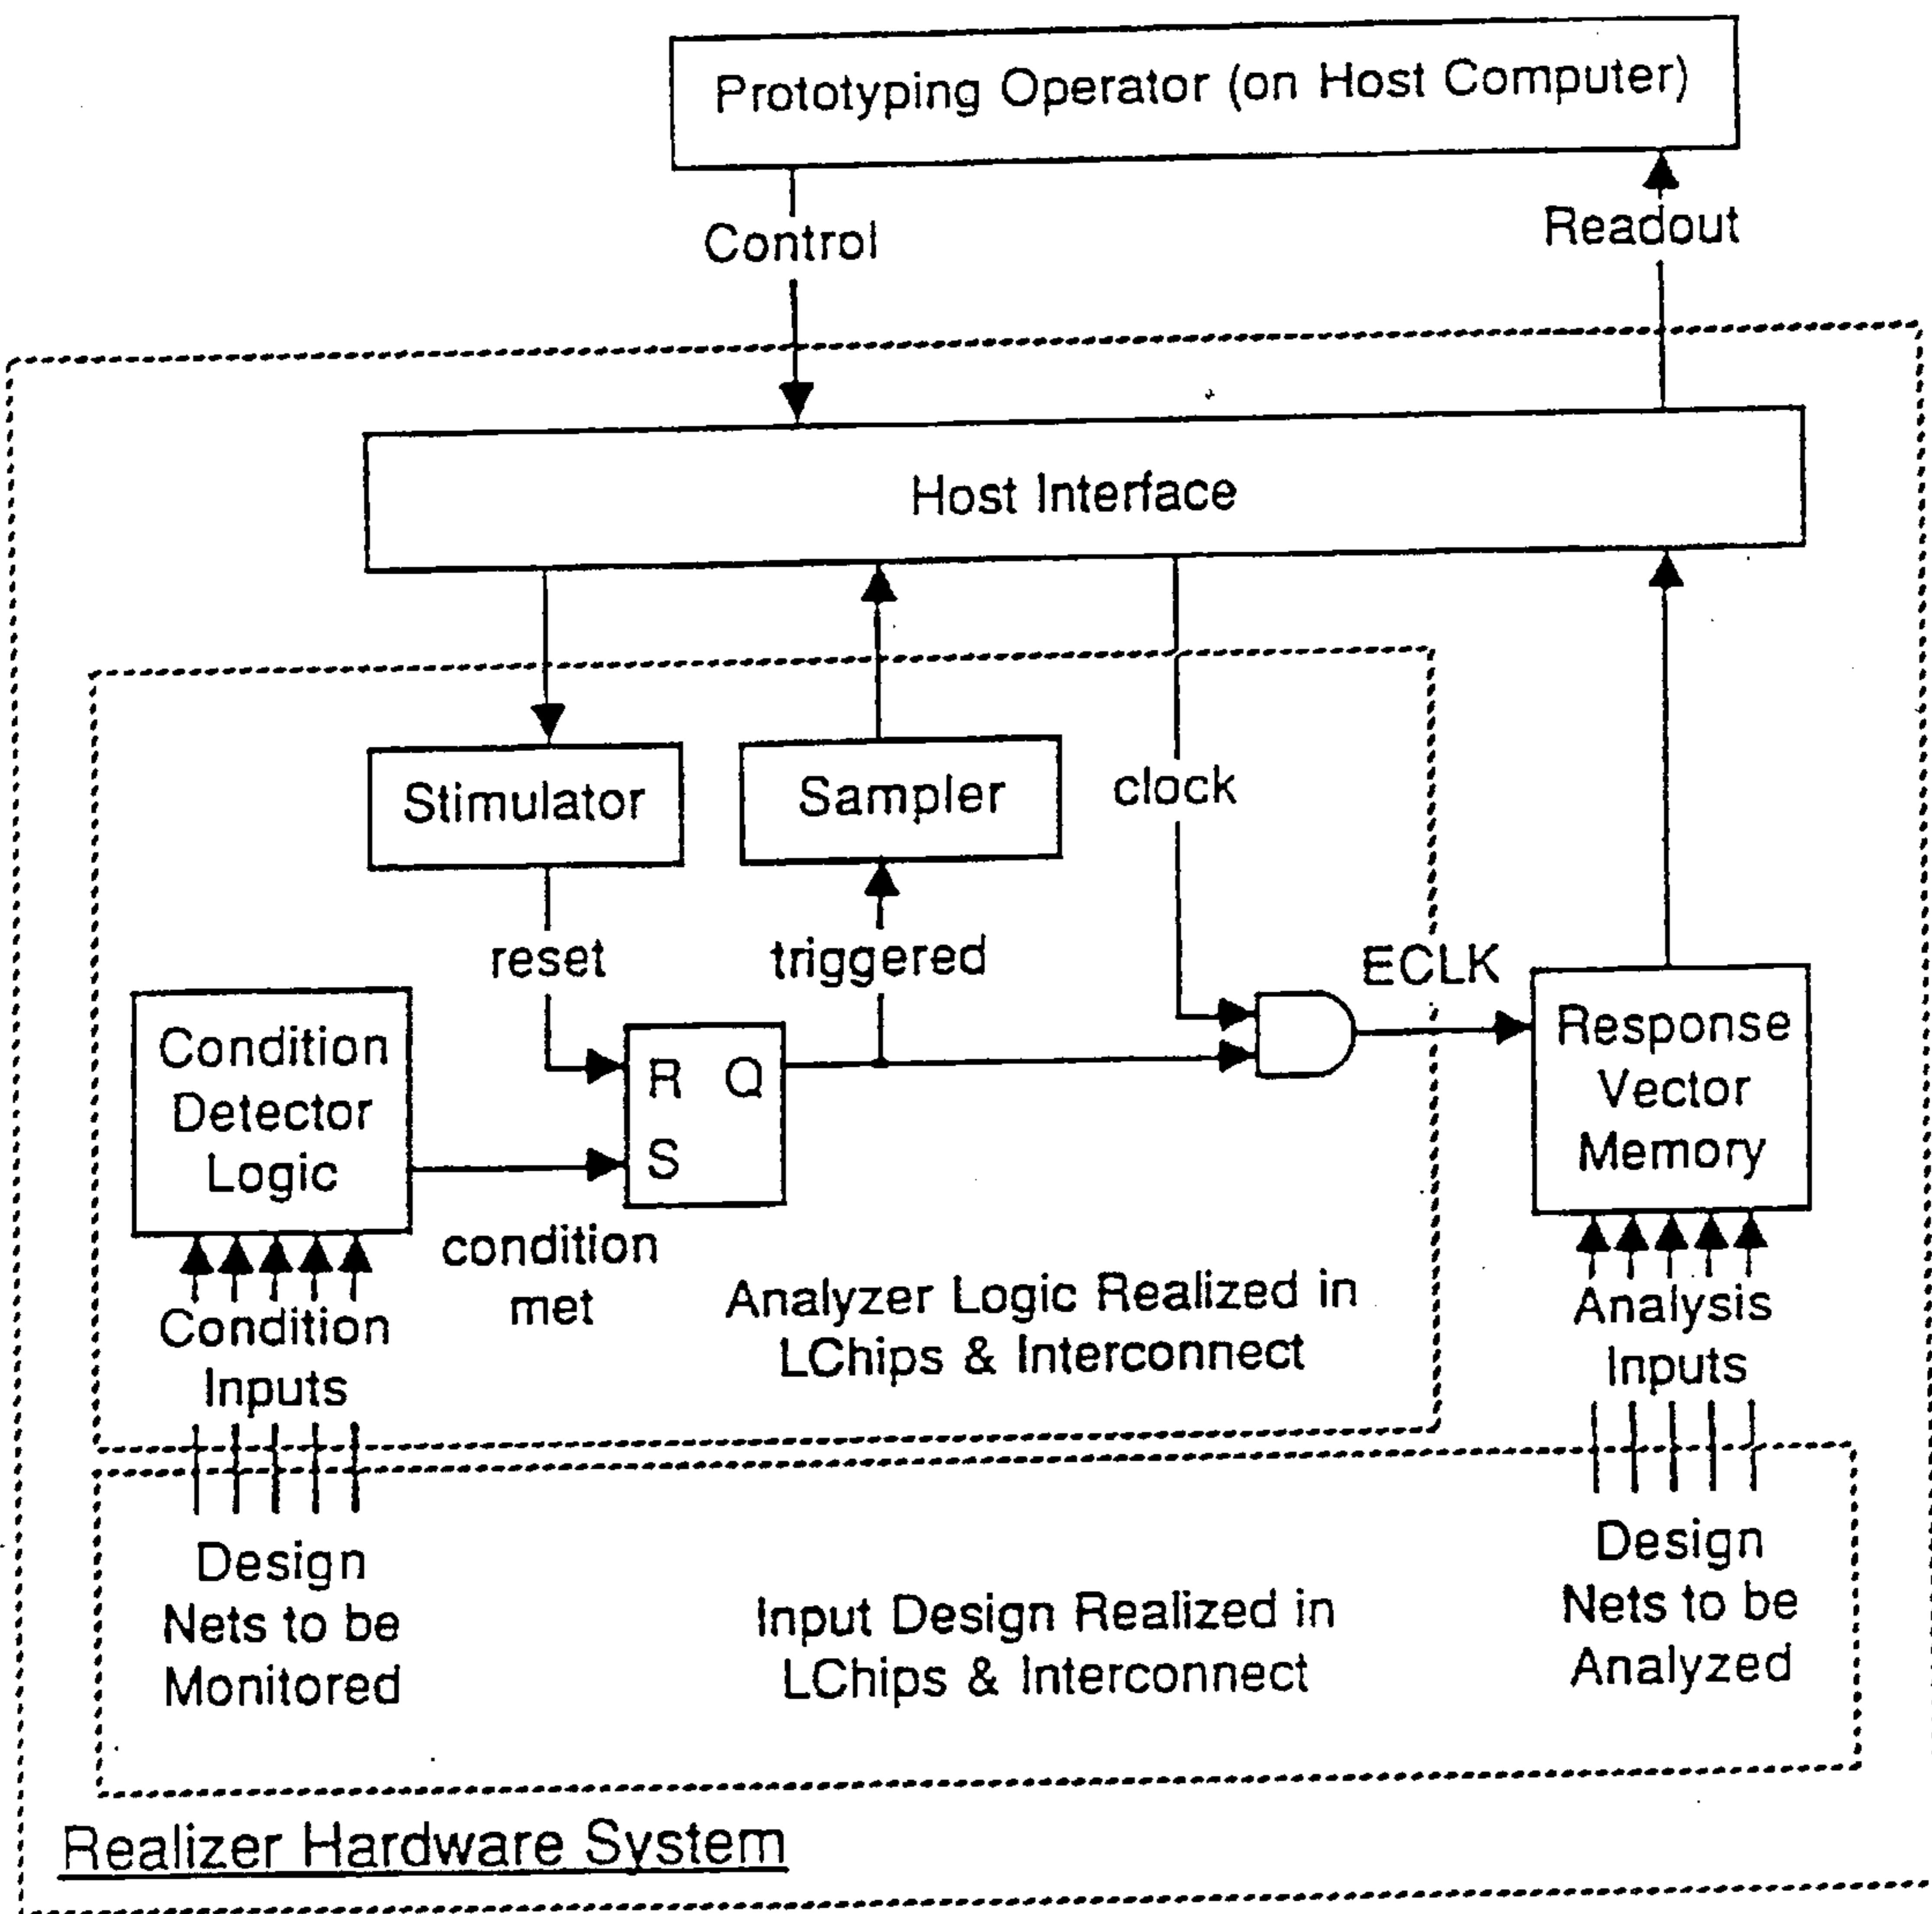 Prototyping Operator (on Host Computer)
Control
Readout
Host Interface
Stimulator
Sampler
clock
reset
triggered
ECLK
Condition
Detector
Logic
R Q
S
Response
Vector
Memory
condition
met
Condition
Inputs
Analyzer Logic Realized in
LChips & Interconnect
Analysis
Inputs
Design
Nets to be
Monitored
Input Design Realized in
LChips & Interconnect
Design
Nets to be
Analyzed
Realizer Hardware System